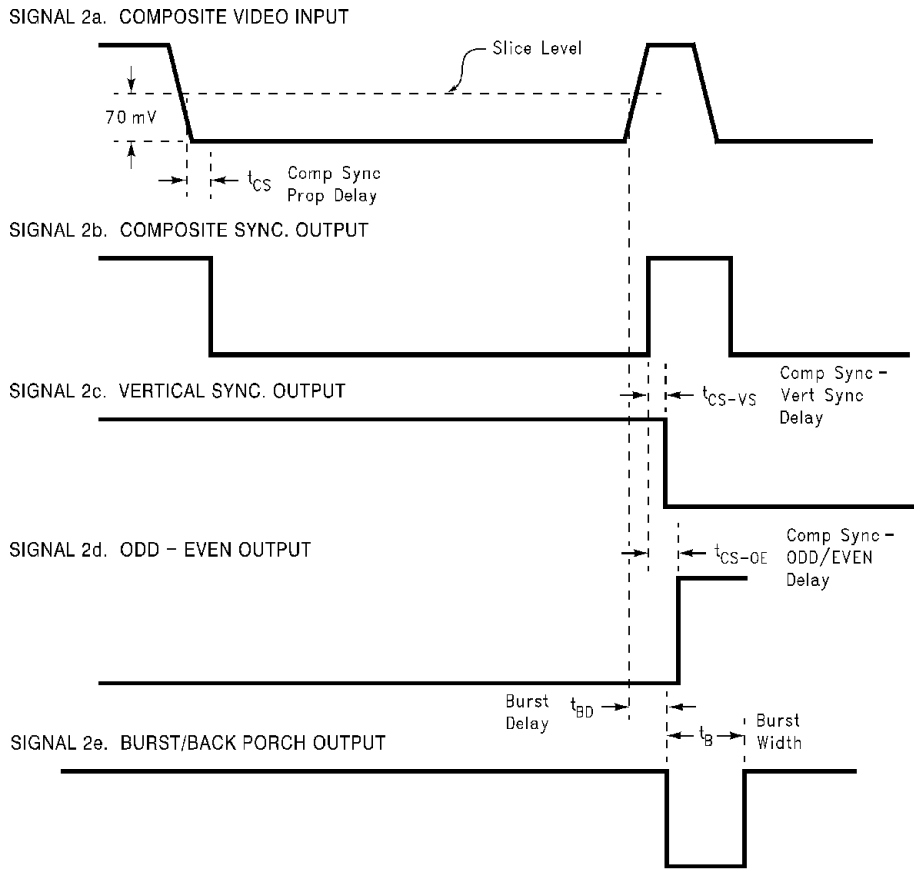 SIGNAL 2a. COMPOSITE VIDEO INPUT
Slice Level
70 mV
tCS Comp Sync
Prop Delay
SIGNAL 2b. COMPOSITE SYNC. OUTPUT
SIGNAL 2c. VERTICAL SYNC. OUTPUT
tCS-VS Comp Sync -
Vert Sync
Delay
SIGNAL 2d. ODD - EVEN OUTPUT
tCS-OE Comp Sync -
ODD/EVEN
Delay
Burst
Delay
tBD
SIGNAL 2e. BURST/BACK PORCH OUTPUT
tB
Burst
Width